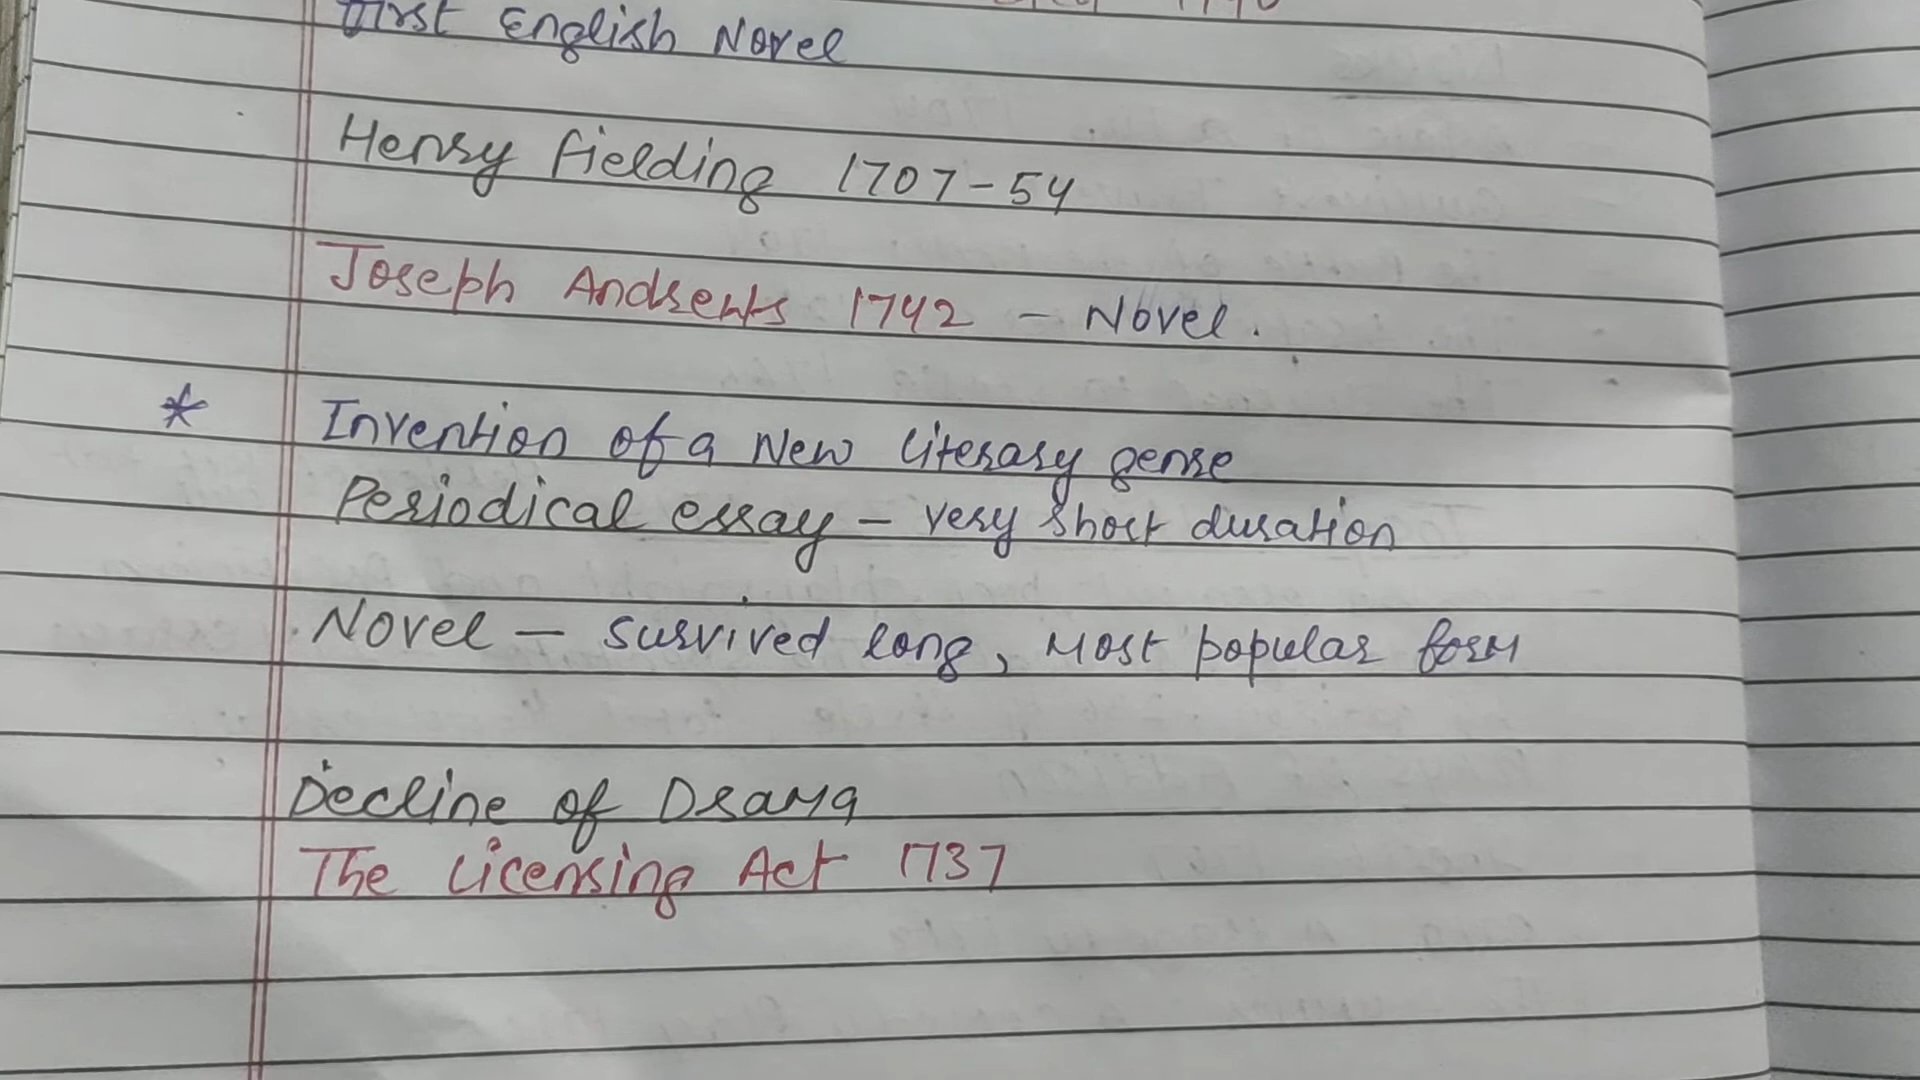 First English Novel
Henry Fielding 1707-54
Joseph Andrents 1742 - Novel.
* Invention of a New literary genre
Periodical essay - very short duration
Novel - survived long, Most popular form
Decline of Drama
The Licensing Act 1737